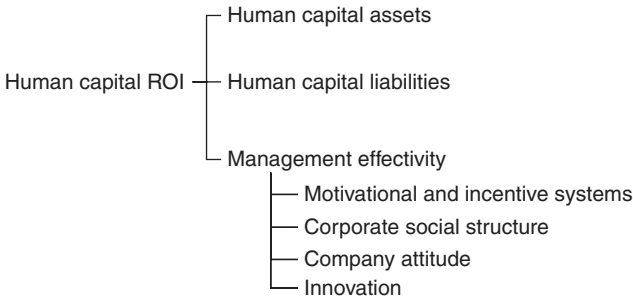 Human capital assets
Human capital ROI
Human capital liabilities
Management effectivity
Motivational and incentive systems
Corporate social structure
Company attitude
Innovation